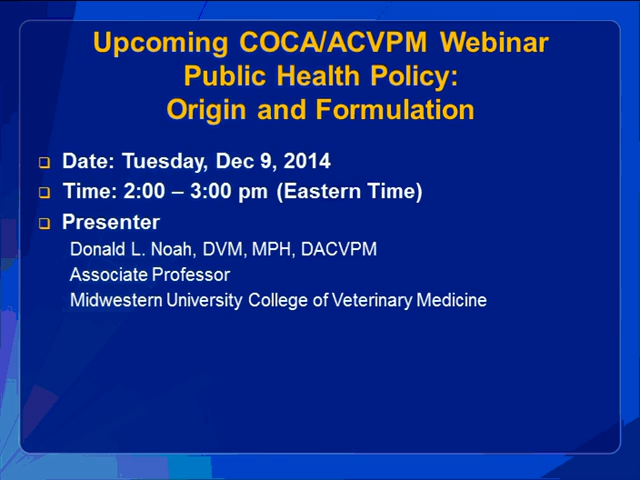 Upcoming COCA/ACVPM Webinar
Public Health Policy:
Origin and Formulation
Date: Tuesday, Dec 9, 2014
Time: 2:00 – 3:00 pm (Eastern Time)
Presenter
Donald L. Noah, DVM, MPH, DACVPM
Associate Professor
Midwestern University College of Veterinary Medicine